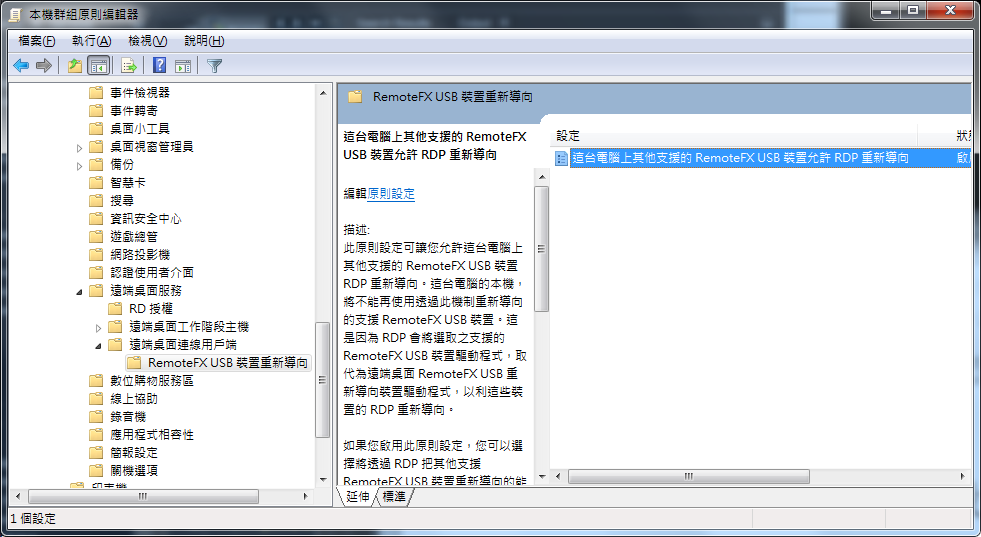 本機群組原則編輯器
檔案(F) 執行(A) 檢視(V) 說明(H)
事件檢視器
事件轉寄
桌面小工具
桌面視窗管理員
備份
智慧卡
搜尋
資訊安全中心
遊戲總管
網路投影機
認證使用者介面
遠端桌面服務
RD 授權
遠端桌面工作階段主機
遠端桌面連線用戶端
RemoteFX USB 裝置重新導向
數位購物服務區
線上協助
錄音機
應用程式相容性
簡報設定
關機選項
印表機
RemoteFX USB 裝置重新導向
這台電腦上其他支援的 RemoteFX
USB 裝置允許 RDP 重新導向
編輯原則設定
描述:
此原則設定可讓您允許這台電腦上
其他支援的 RemoteFX USB 裝置
RDP 重新導向。這台電腦的本機，
將不能再使用透過此機制重新導向
的支援 RemoteFX USB 裝置。這
是因為 RDP 會將選取之支援的
RemoteFX USB 裝置驅動程式，取
代為遠端桌面 RemoteFX USB 重
新導向裝置驅動程式，以利這些裝
置的 RDP 重新導向。
如果您啟用此原則設定，您可以選
擇將透過 RDP 把其他支援
RemoteFX USB 裝置重新導向的能
設定 狀
這台電腦上其他支援的 RemoteFX USB 裝置允許 RDP 重新導向 啟
延伸 標準
1 個設定